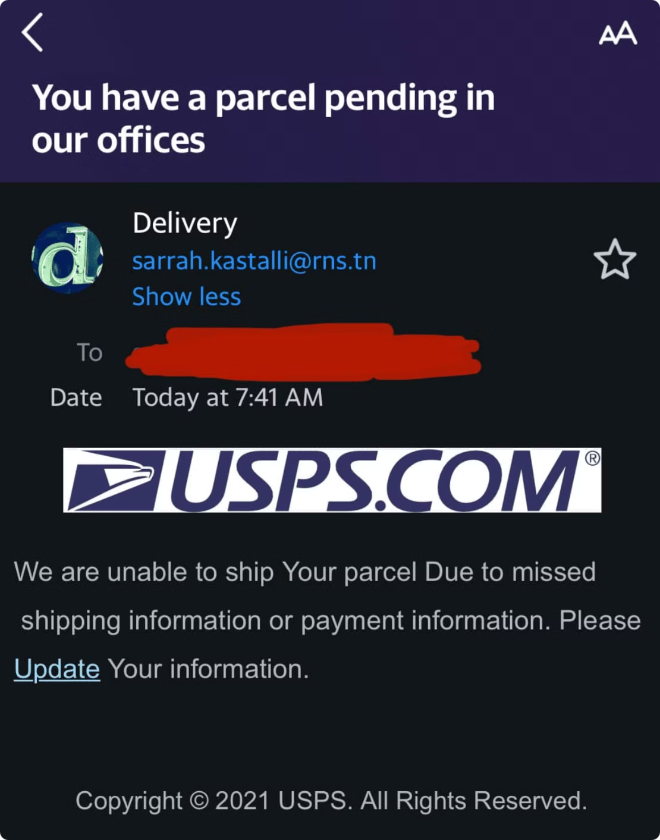 AA
You have a parcel pending in
our offices
d
Delivery
sarrah.kastalli@rns.tn
Show less
To
Date Today at 7:41 AM
USPS.COM®
We are unable to ship Your parcel Due to missed
shipping information or payment information. Please
Update Your information.
Copyright © 2021 USPS. All Rights Reserved.